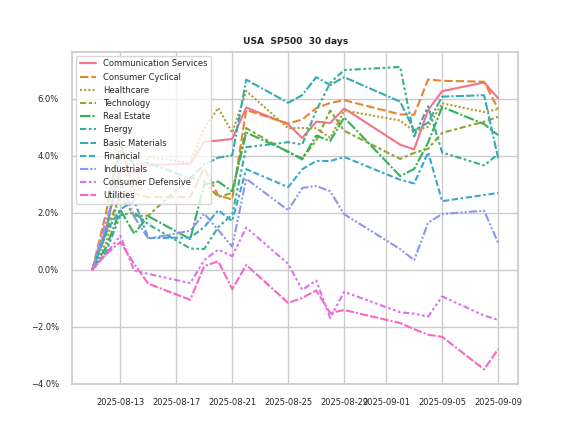 USA  SP500  30 days
Communication Services
Consumer Cyclical
Healthcare
Technology
Real Estate
Energy
Basic Materials
Financial
Industrials
Consumer Defensive
Utilities
6.0%
4.0%
2.0%
0.0%
−2.0%
−4.0%
2025-08-13 2025-08-17 2025-08-21 2025-08-25 2025-08-29 2025-09-01 2025-09-05 2025-09-09